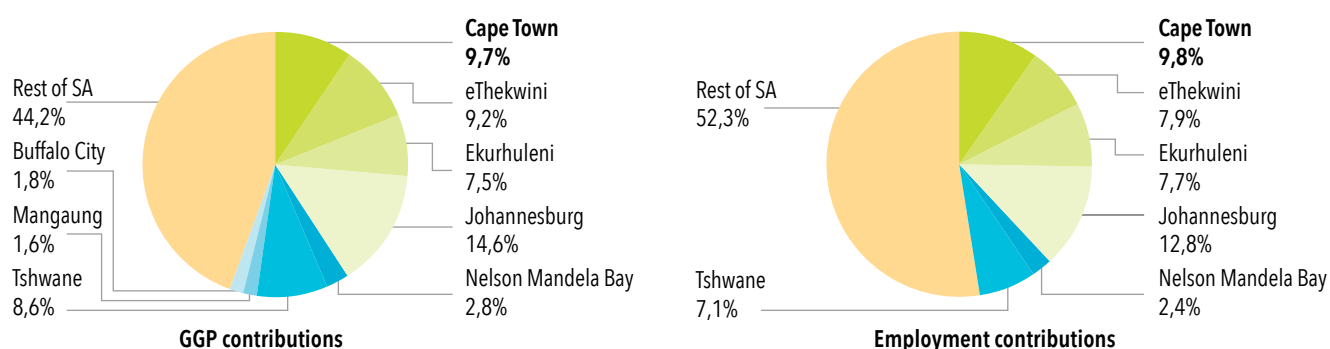 Cape Town
9,7%
eThekwini
9,2%
Ekurhuleni
7,5%
Johannesburg
14,6%
Nelson Mandela Bay
2,8%
Rest of SA
44,2%
Buffalo City
1,8%
Mangaung
1,6%
Tshwane
8,6%
GGP contributions
Cape Town
9,8%
eThekwini
7,9%
Ekurhuleni
7,7%
Johannesburg
12,8%
Nelson Mandela Bay
2,4%
Rest of SA
52,3%
Tshwane
7,1%
Employment contributions